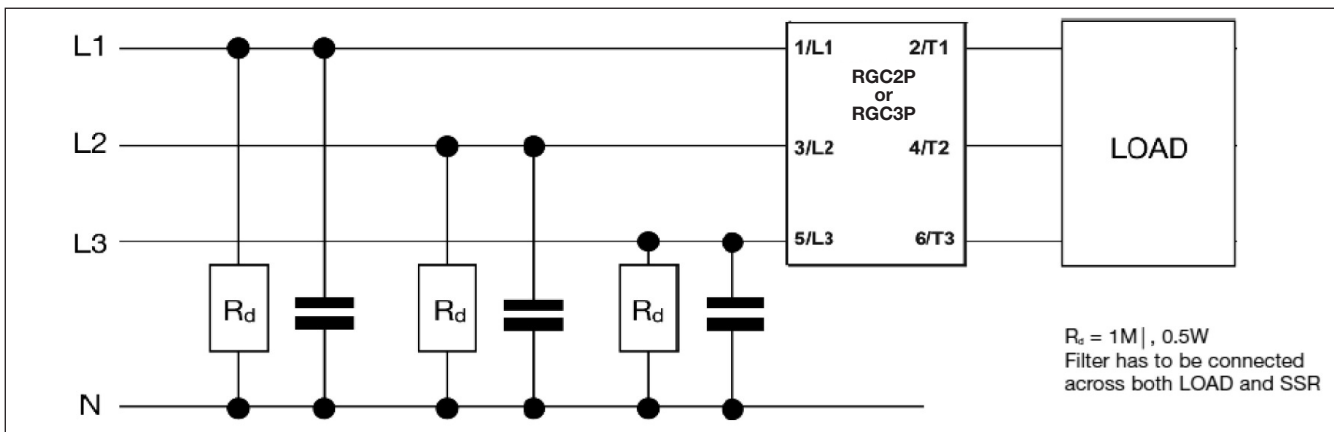 L1
1/L1 2/T1
RGC2P
or
RGC3P
L2
3/L2 4/T2
LOAD
L3
5/L3 6/T3
Rd Rd Rd
Rd = 1M|, 0.5W
Filter has to be connected
across both LOAD and SSR
N